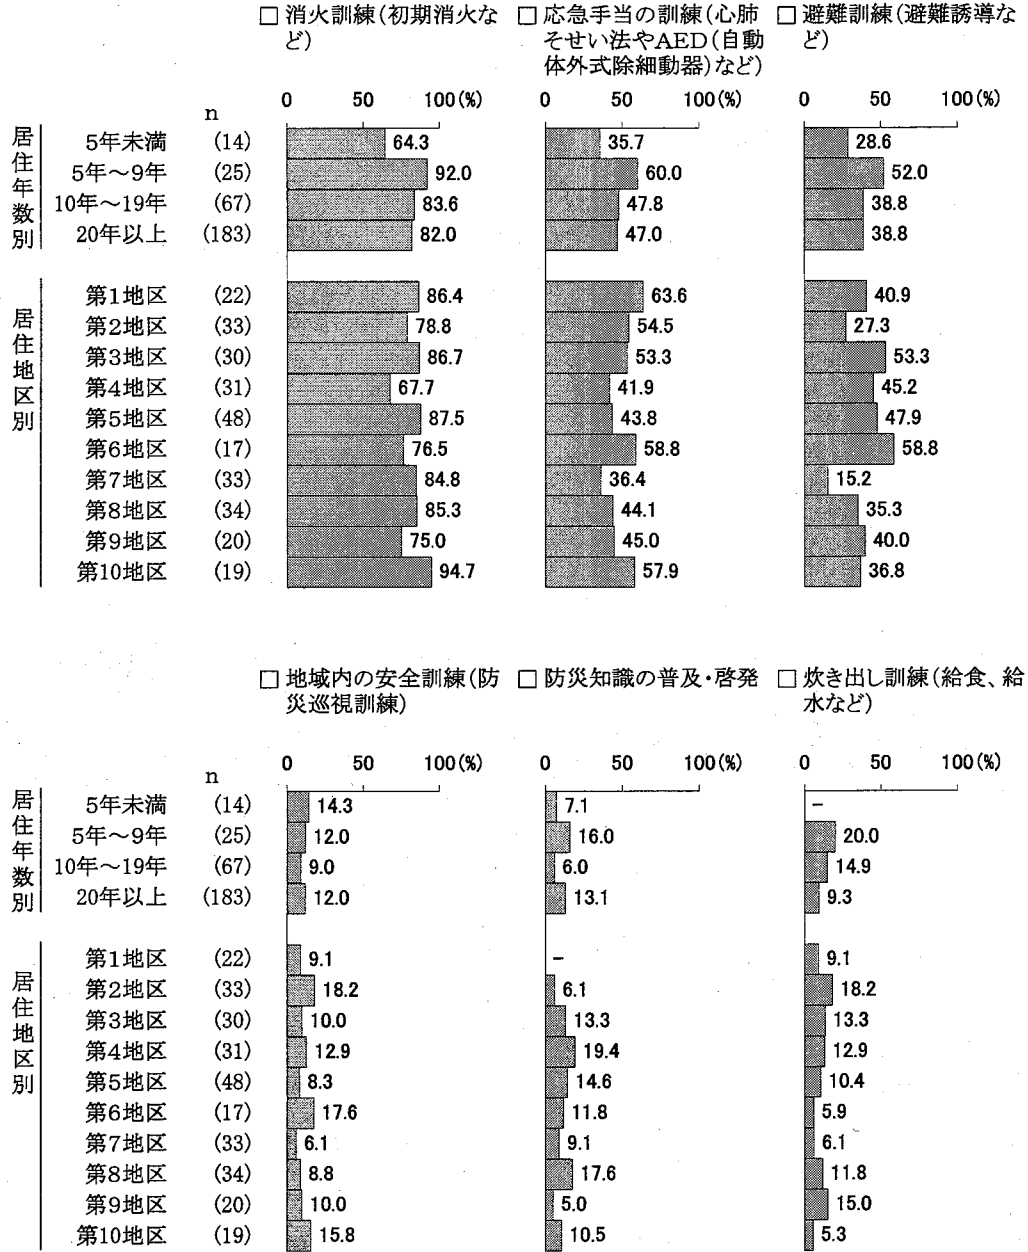 □ 消火訓練(初期消火など) □ 応急手当の訓練(心肺そせい法やAED(自動体外式除細動器)など) □ 避難訓練(避難誘導など)
0 50 100(%) 0 50 100(%) 0 50 100(%)
n
居住年数別
5年未満 (14) 64.3 35.7 28.6
5年～9年 (25) 92.0 60.0 52.0
10年～19年 (67) 83.6 47.8 38.8
20年以上 (183) 82.0 47.0 38.8
居住地区別
第1地区 (22) 86.4 63.6 40.9
第2地区 (33) 78.8 54.5 27.3
第3地区 (30) 86.7 53.3 53.3
第4地区 (31) 67.7 41.9 45.2
第5地区 (48) 87.5 43.8 47.9
第6地区 (17) 76.5 58.8 58.8
第7地区 (33) 84.8 36.4 15.2
第8地区 (34) 85.3 44.1 35.3
第9地区 (20) 75.0 45.0 40.0
第10地区 (19) 94.7 57.9 36.8
□ 地域内の安全訓練(防災巡視訓練) □ 防災知識の普及・啓発 □ 炊き出し訓練(給食、給水など)
0 50 100(%) 0 50 100(%) 0 50 100(%)
n
居住年数別
5年未満 (14) 14.3 7.1 －
5年～9年 (25) 12.0 16.0 20.0
10年～19年 (67) 9.0 6.0 14.9
20年以上 (183) 12.0 13.1 9.3
居住地区別
第1地区 (22) 9.1 － 9.1
第2地区 (33) 18.2 6.1 18.2
第3地区 (30) 10.0 13.3 13.3
第4地区 (31) 12.9 19.4 12.9
第5地区 (48) 8.3 14.6 10.4
第6地区 (17) 17.6 11.8 5.9
第7地区 (33) 6.1 9.1 6.1
第8地区 (34) 8.8 17.6 11.8
第9地区 (20) 10.0 5.0 15.0
第10地区 (19) 15.8 10.5 5.3